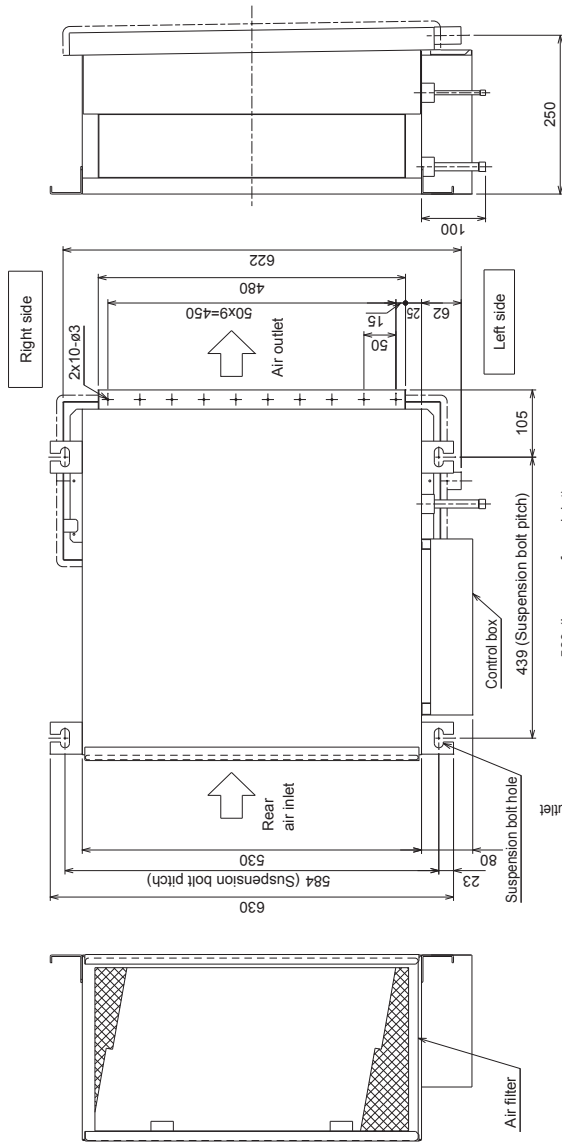 250
100
Right side
622
480
50x9=450
15
25
62
50
2x10-ø3
Air outlet
Left side
105
439 (Suspension bolt pitch)
Control box
Rear
air inlet
Suspension bolt hole
530
584 (Suspension bolt pitch)
630
80
23
Air filter